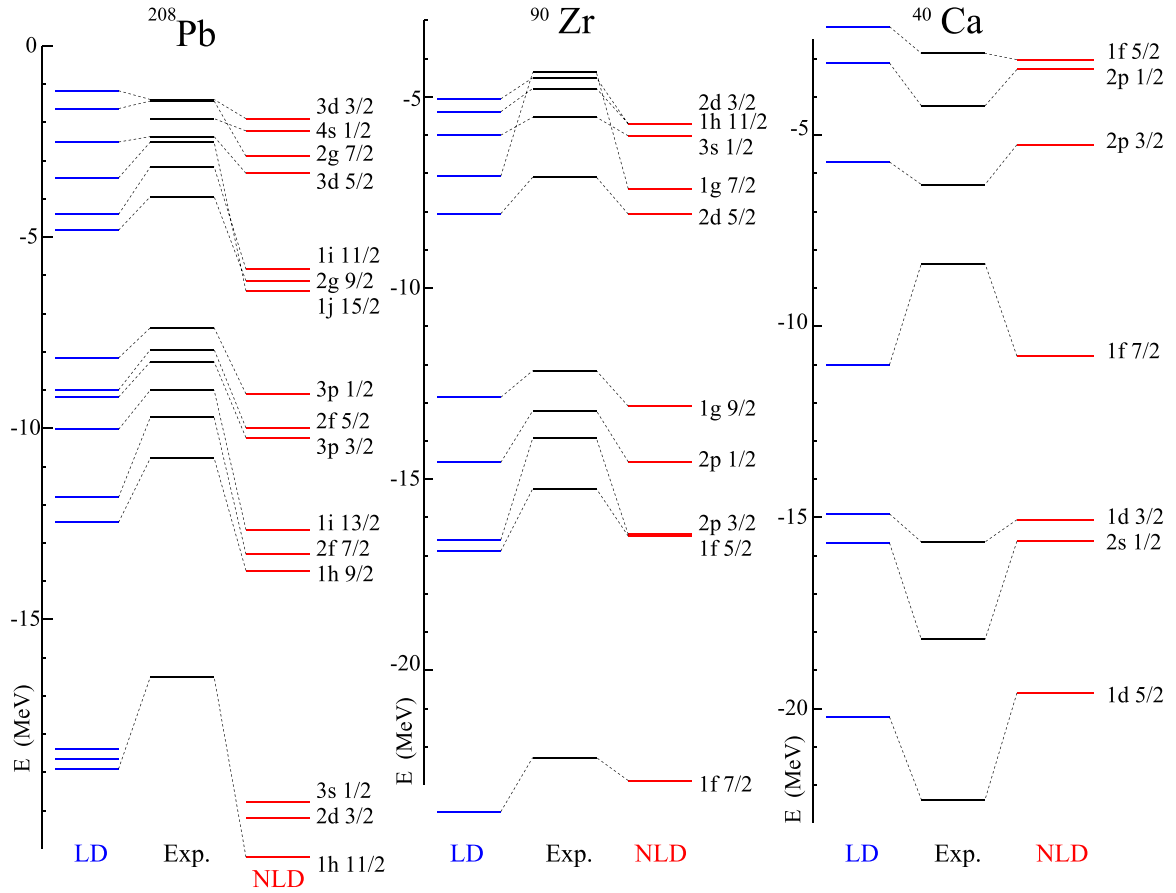 208Pb
0
-5
-10
-15
E (MeV)
3d 3/2
4s 1/2
2g 7/2
3d 5/2
1i 11/2
2g 9/2
1j 15/2
3p 1/2
2f 5/2
3p 3/2
1i 13/2
2f 7/2
1h 9/2
3s 1/2
2d 3/2
1h 11/2
LD
Exp.
NLD
90 Zr
-5
-10
-15
-20
E (MeV)
2d 3/2
1h 11/2
3s 1/2
1g 7/2
2d 5/2
1g 9/2
2p 1/2
2p 3/2
1f 5/2
1f 7/2
LD
Exp.
NLD
40 Ca
-5
-10
-15
-20
E (MeV)
1f 5/2
2p 1/2
2p 3/2
1f 7/2
1d 3/2
2s 1/2
1d 5/2
LD
Exp.
NLD